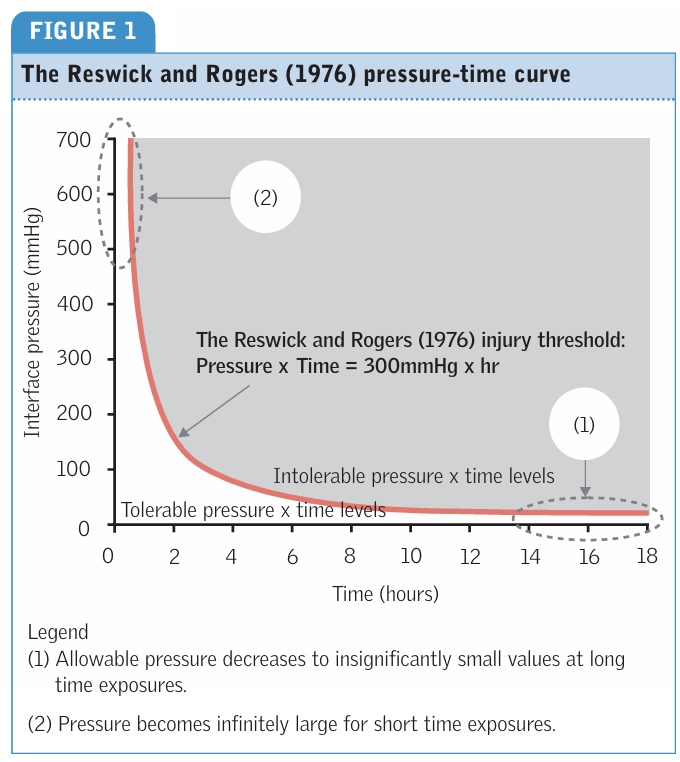 FIGURE 1
The Reswick and Rogers (1976) pressure-time curve
700
600
500
400
300
200
100
0
Interface pressure (mmHg)
(2)
The Reswick and Rogers (1976) injury threshold:
Pressure x Time = 300mmHg x hr
(1)
Intolerable pressure x time levels
Tolerable pressure x time levels
0 2 4 6 8 10 12 14 16 18
Time (hours)
Legend
(1) Allowable pressure decreases to insignificantly small values at long
time exposures.
(2) Pressure becomes infinitely large for short time exposures.